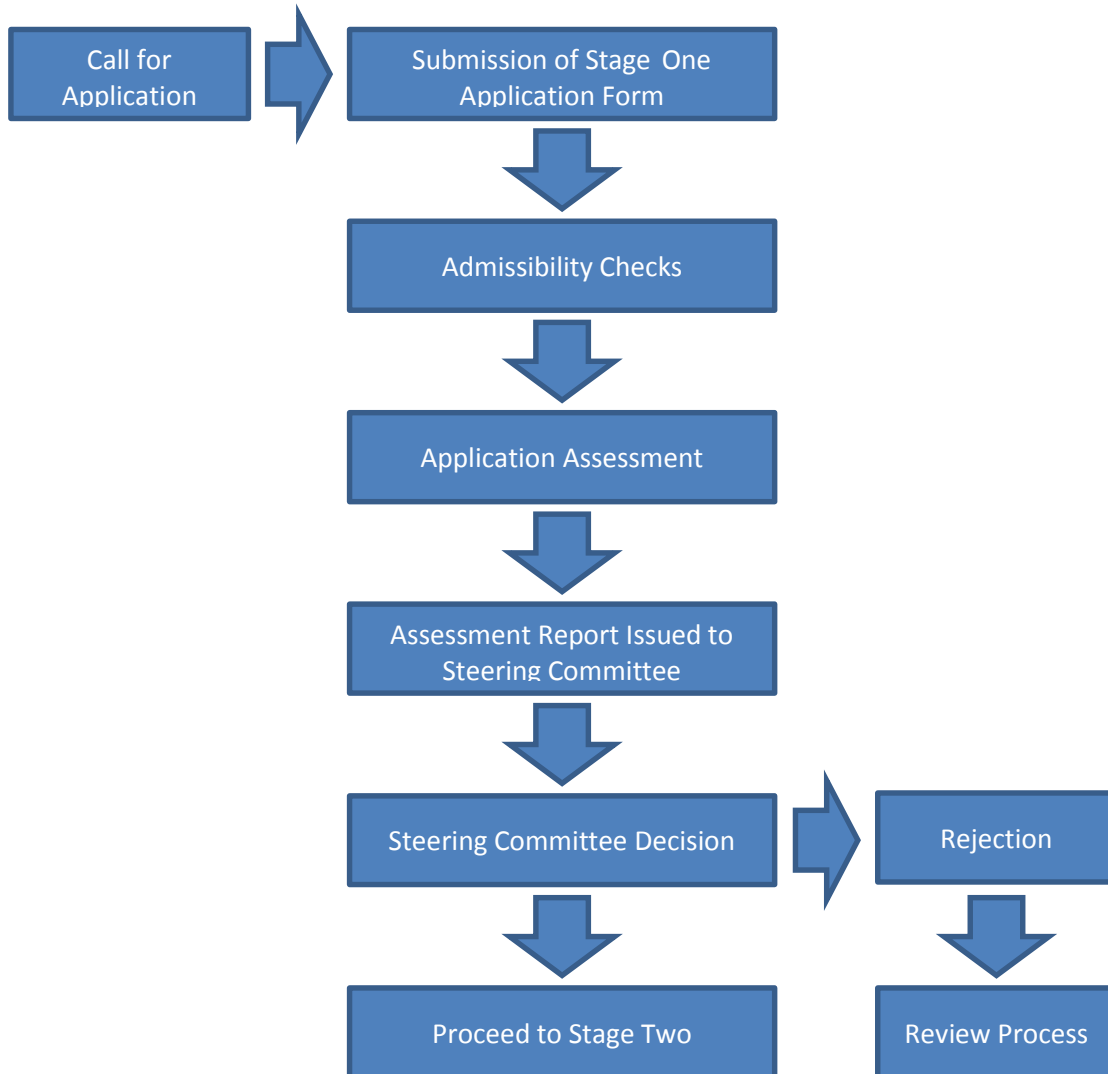 Call for
Application
Submission of Stage One
Application Form
Admissibility Checks
Application Assessment
Assessment Report Issued to
Steering Committee
Steering Committee Decision
Rejection
Proceed to Stage Two
Review Process